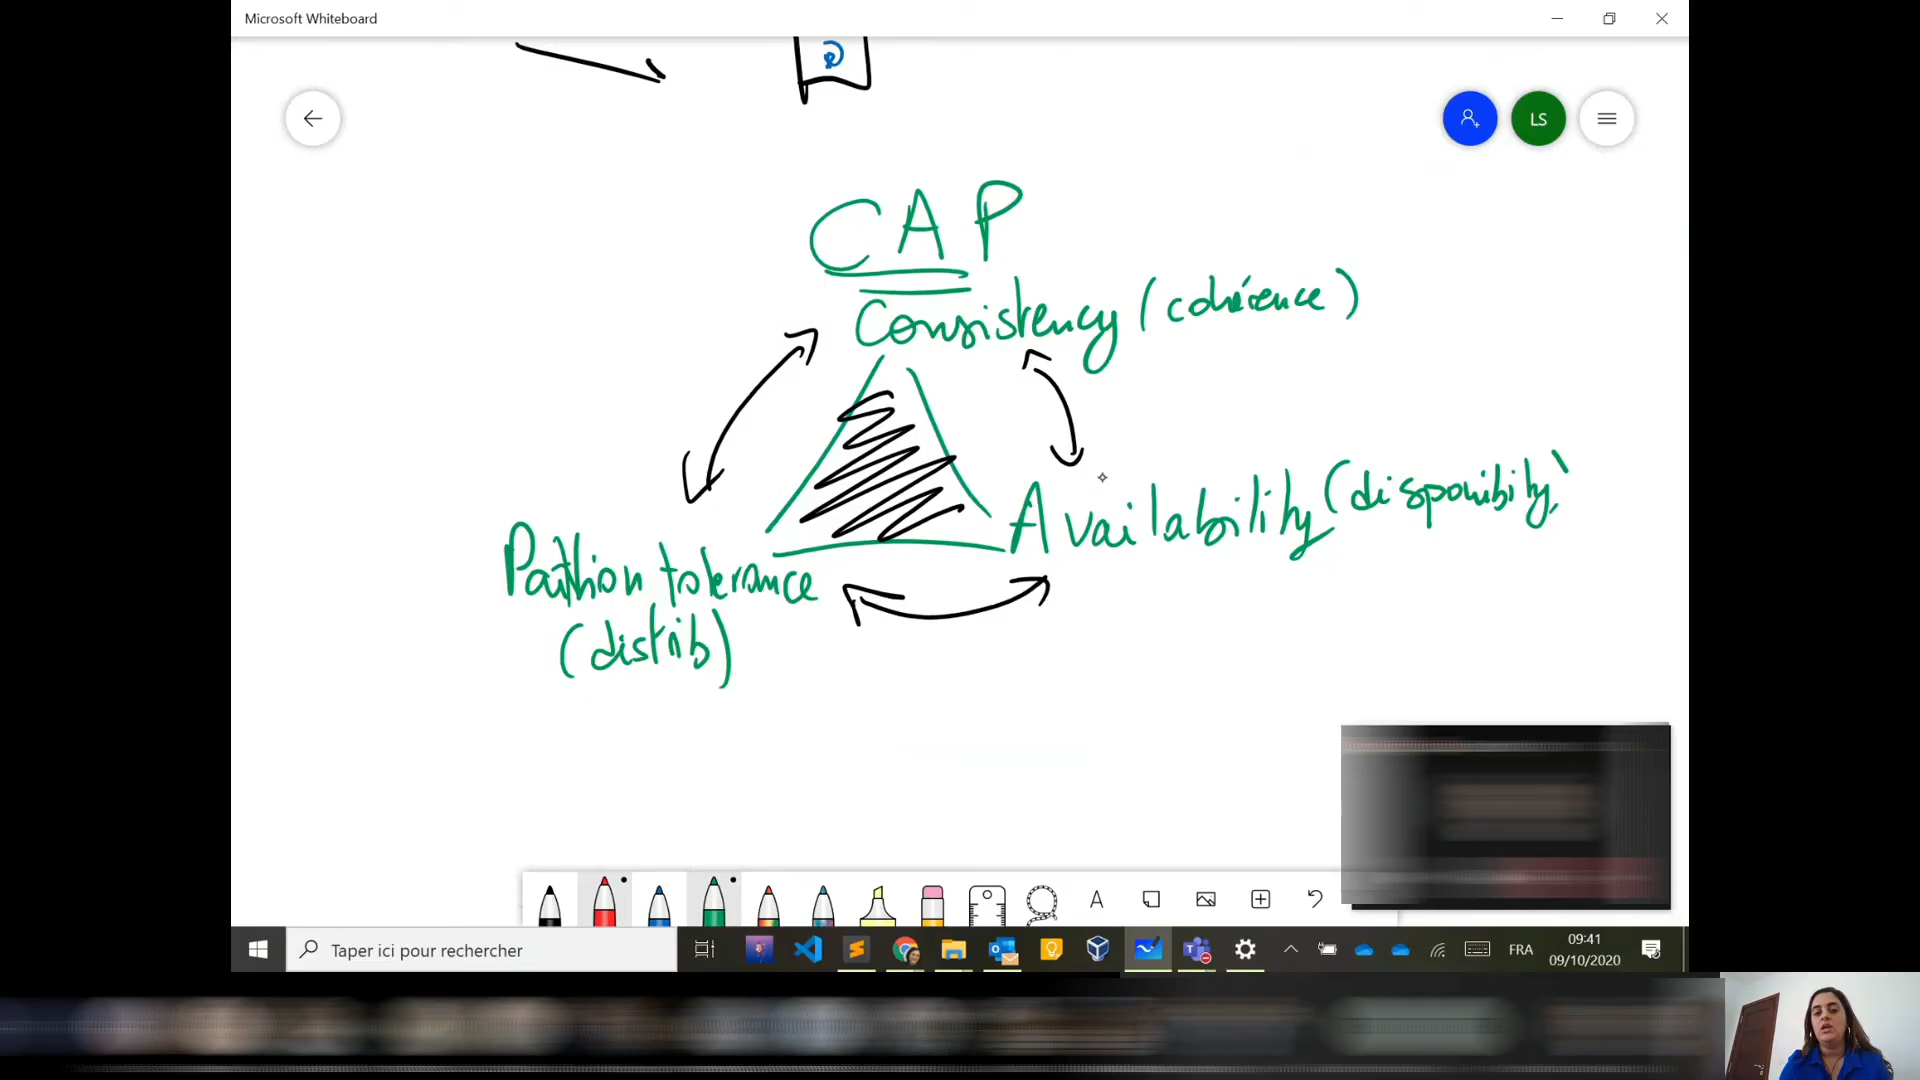 Microsoft Whiteboard
LS
CAP
Consistency (cohérence)
Availability (disponibility)
Partition tolerance
(distrib)
A
Taper ici pour rechercher
FRA
09:41
09/10/2020